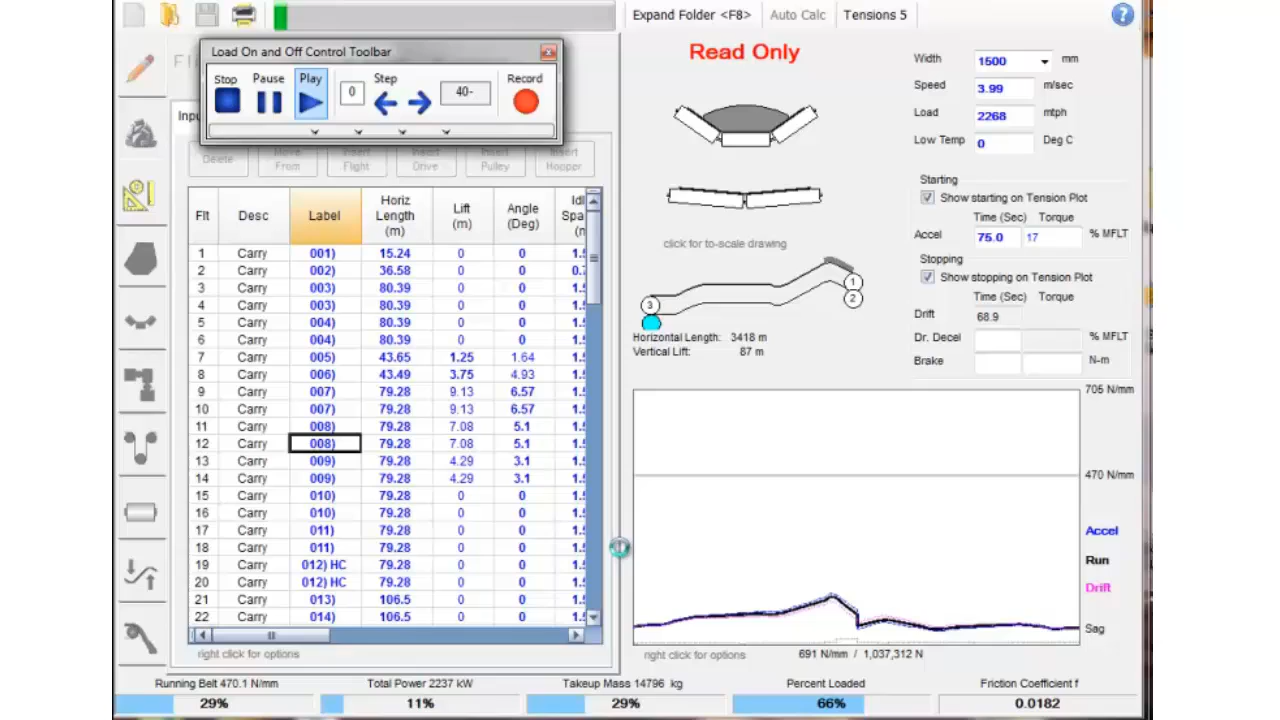 Expand Folder <F8> Auto Calc Tensions 5
Load On and Off Control Toolbar
Stop Pause Play Step Record
0 40-
Delete Move From Insert Flight Insert Drive Insert Pulley Insert Hopper
Flt Desc Label Horiz Length (m) Lift (m) Angle (Deg)
1 Carry 001) 15.24 0 0
2 Carry 002) 36.58 0 0
3 Carry 003) 80.39 0 0
4 Carry 003) 80.39 0 0
5 Carry 004) 80.39 0 0
6 Carry 004) 80.39 0 0
7 Carry 005) 43.65 1.25 1.64
8 Carry 006) 43.49 3.75 4.93
9 Carry 007) 79.28 9.13 6.57
10 Carry 007) 79.28 9.13 6.57
11 Carry 008) 79.28 7.08 5.1
12 Carry 008) 79.28 7.08 5.1
13 Carry 009) 79.28 4.29 3.1
14 Carry 009) 79.28 4.29 3.1
15 Carry 010) 79.28 0 0
16 Carry 010) 79.28 0 0
17 Carry 011) 79.28 0 0
18 Carry 011) 79.28 0 0
19 Carry 012) HC 79.28 0 0
20 Carry 012) HC 79.28 0 0
21 Carry 013) 106.5 0 0
22 Carry 014) 106.5 0 0
right click for options
Read Only
click for to-scale drawing
1
2
3
Horizontal Length: 3418 m
Vertical Lift: 87 m
Width 1500 mm
Speed 3.99 m/sec
Load 2268 mtph
Low Temp 0 Deg C
Starting
Show starting on Tension Plot
Time (Sec) Torque
Accel 75.0 17 % MFLT
Stopping
Show stopping on Tension Plot
Time (Sec) Torque
Drift 68.9
Dr. Decel % MFLT
Brake N-m
705 N/mm
470 N/mm
Accel
Run
Drift
Sag
right click for options 691 N/mm / 1,037,312 N
Running Belt 470.1 N/mm Total Power 2237 kW Takeup Mass 14796 kg Percent Loaded Friction Coefficient f
29% 11% 29% 66% 0.0182